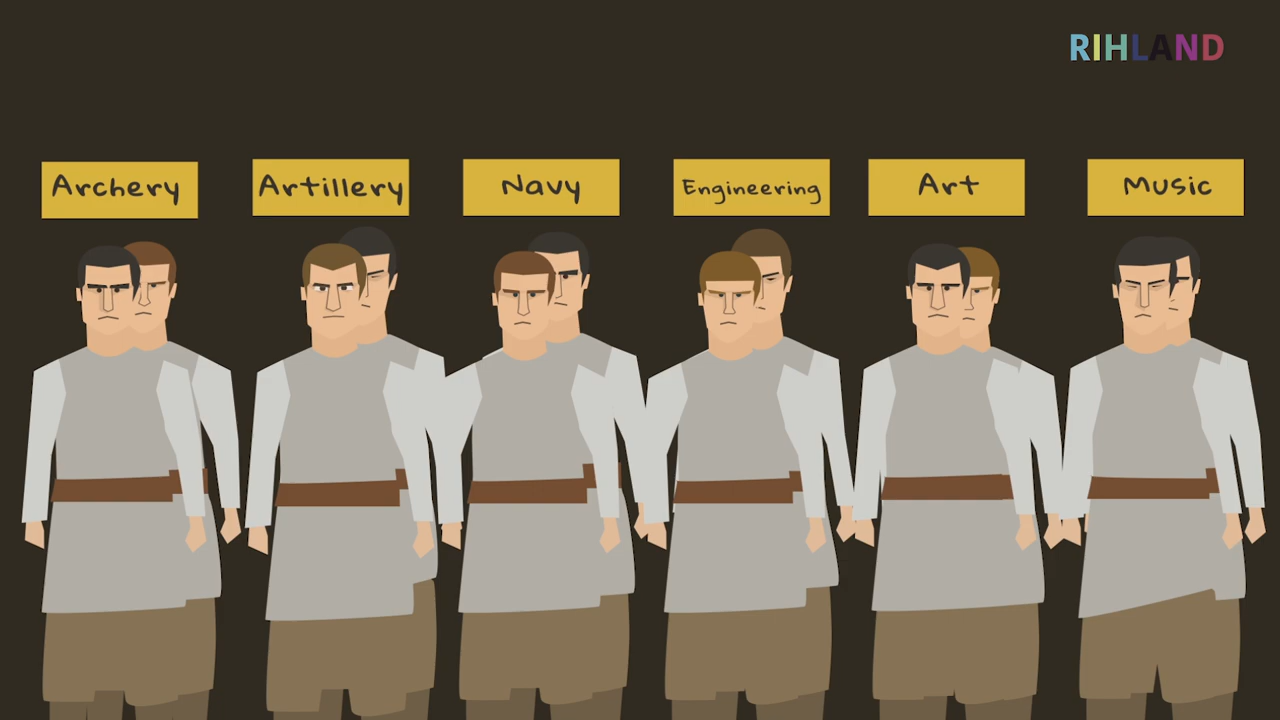 RIHLAND
Archery
Artillery
Navy
Engineering
Art
Music